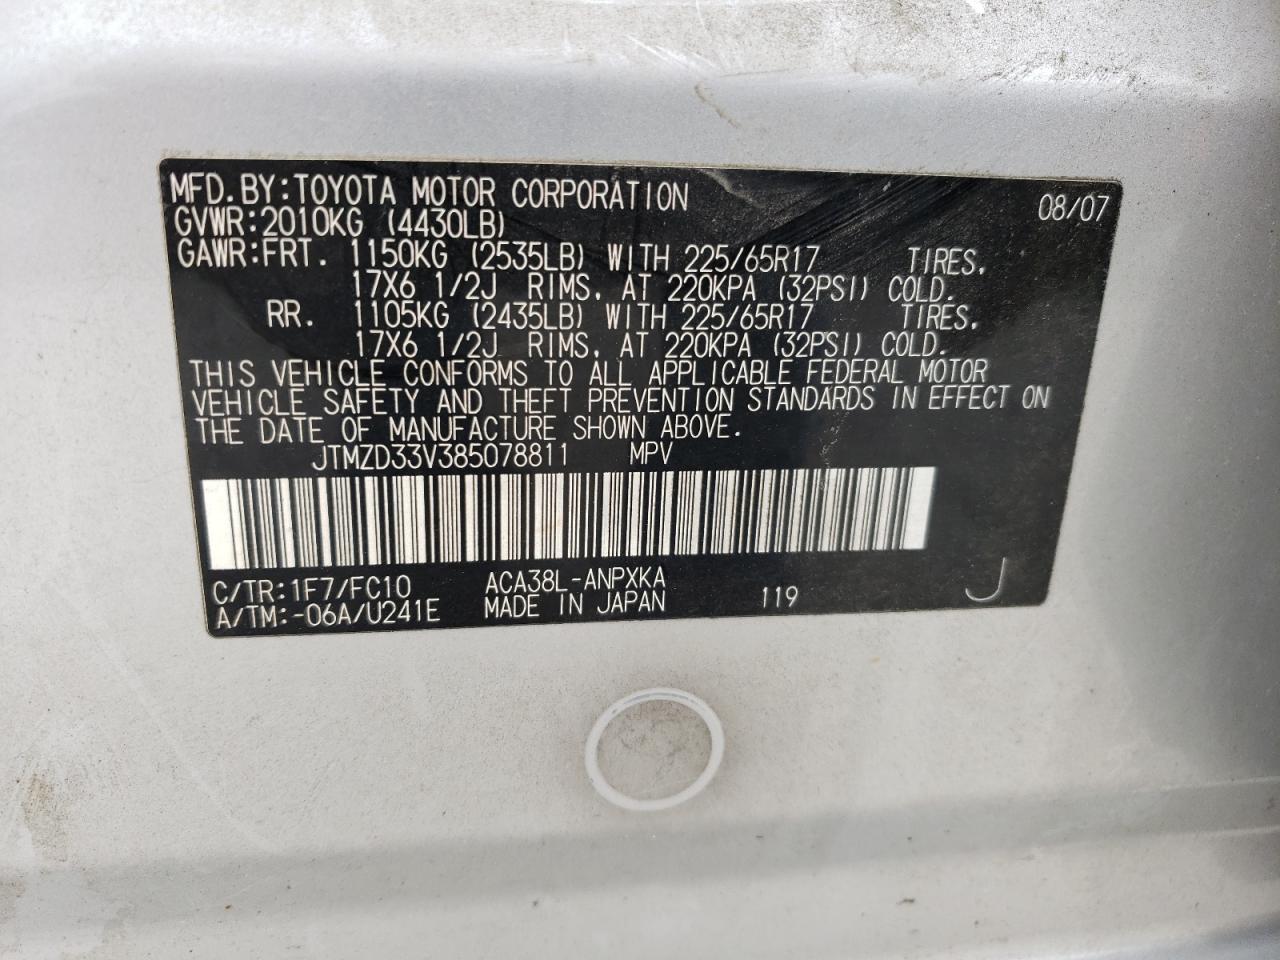 MFD.BY:TOYOTA MOTOR CORPORATION 08/07
GVWR:2010KG (4430LB)
GAWR:FRT. 1150KG (2535LB) WITH 225/65R17 TIRES,
17X6 1/2J RIMS, AT 220KPA (32PSI) COLD.
RR. 1105KG (2435LB) WITH 225/65R17 TIRES,
17X6 1/2J RIMS, AT 220KPA (32PSI) COLD.
THIS VEHICLE CONFORMS TO ALL APPLICABLE FEDERAL MOTOR
VEHICLE SAFETY AND THEFT PREVENTION STANDARDS IN EFFECT ON
THE DATE OF MANUFACTURE SHOWN ABOVE.
JTMZD33V385078811 MPV
C/TR:1F7/FC10 ACA38L-ANPXKA
A/TM:-06A/U241E MADE IN JAPAN 119 J